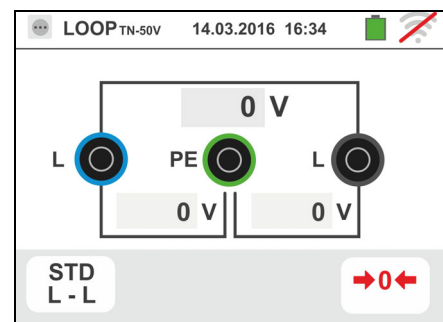 LOOP TN-50V 14.03.2016 16:34
0 V
L PE L
0 V 0 V
STD
L - L
→0←